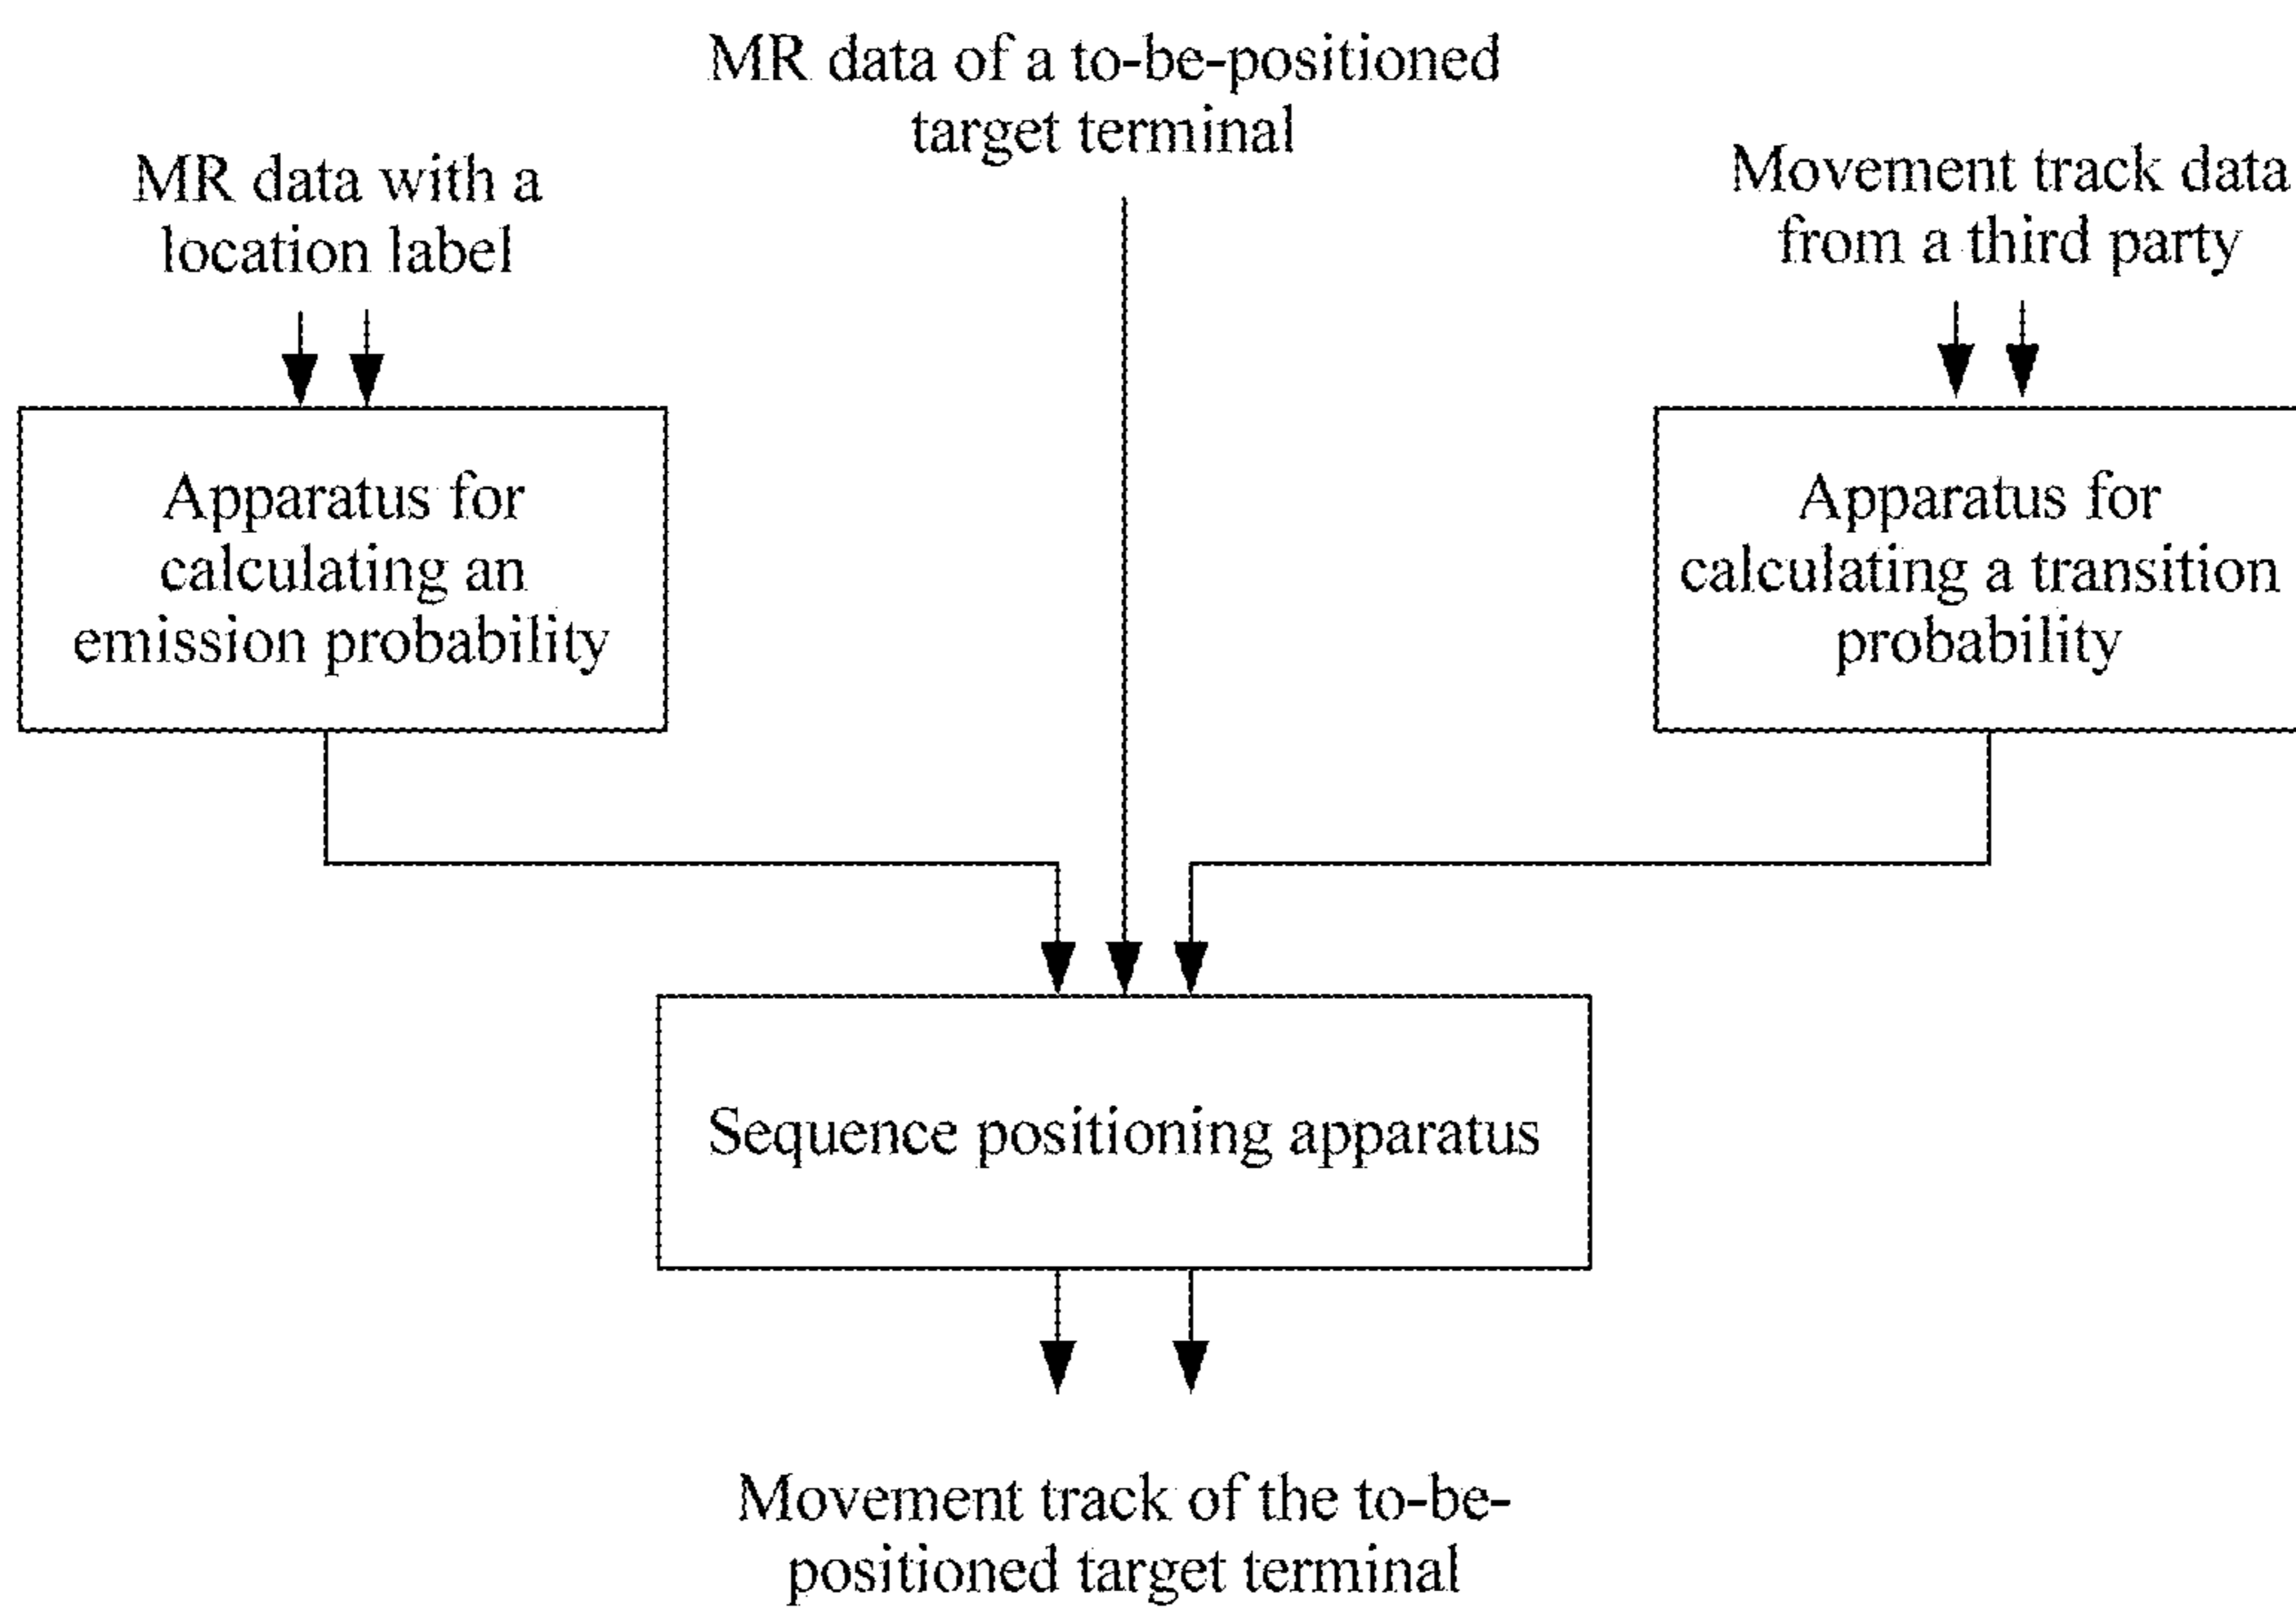 MR data of a to-be-positioned
target terminal
MR data with a
location label
Movement track data
from a third party
Apparatus for
calculating an
emission probability
Apparatus for
calculating a transition
probability
Sequence positioning apparatus
Movement track of the to-be-
positioned target terminal